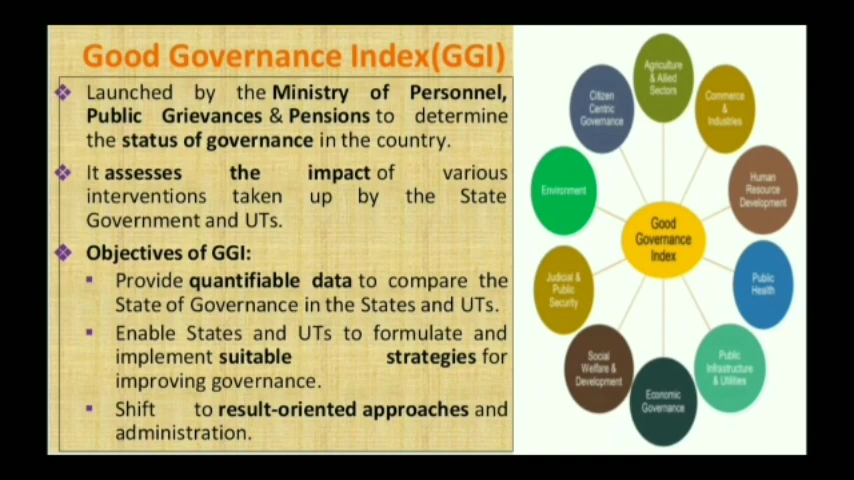 Good Governance Index(GGI)
Launched by the Ministry of Personnel,
Public Grievances & Pensions to determine
the status of governance in the country.
It assesses the impact of various
interventions taken up by the State
Government and UTs.
Objectives of GGI:
Provide quantifiable data to compare the
State of Governance in the States and UTs.
Enable States and UTs to formulate and
implement suitable strategies for
improving governance.
Shift to result-oriented approaches and
administration.
Agriculture
& Allied
Sectors
Commerce
&
Industries
Human
Resource
Development
Public
Health
Public
Infrastructure
& Utilities
Economic
Governance
Social
Welfare &
Development
Judicial &
Public
Security
Environment
Citizen
Centric
Governance
Good
Governance
Index